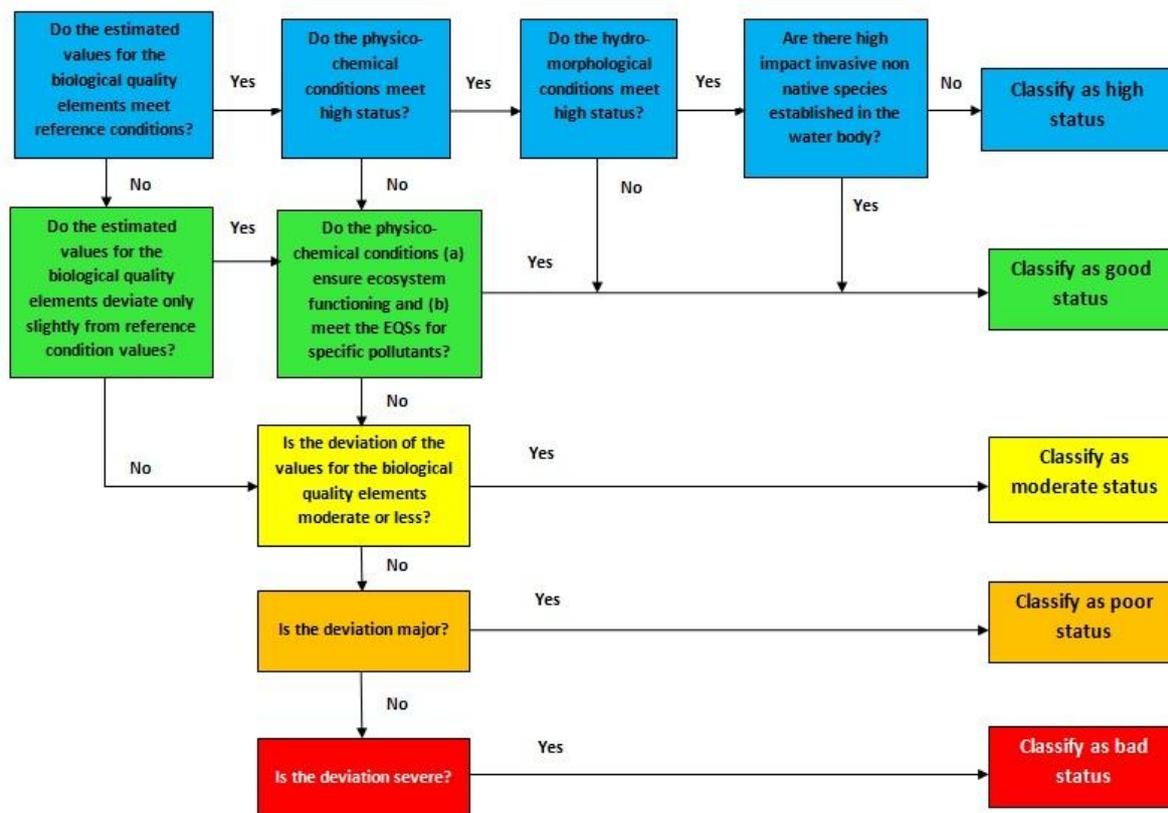 Do the estimated
values for the
biological quality
elements meet
reference conditions?
Yes
Do the physico-
chemical
conditions meet
high status?
Yes
Do the hydro-
morphological
conditions meet
high status?
Yes
Are there high
impact invasive non
native species
established in the
water body?
No
Classify as high
status
No
No
No
Yes
Do the estimated
values for the
biological quality
elements deviate only
slightly from reference
condition values?
Yes
Do the physico-
chemical conditions (a)
ensure ecosystem
functioning and (b)
meet the EQSs for
specific pollutants?
Yes
Classify as good
status
No
No
Is the deviation of the
values for the biological
quality elements
moderate or less?
Yes
Classify as
moderate status
No
Is the deviation major?
Yes
Classify as poor
status
No
Is the deviation severe?
Yes
Classify as bad
status